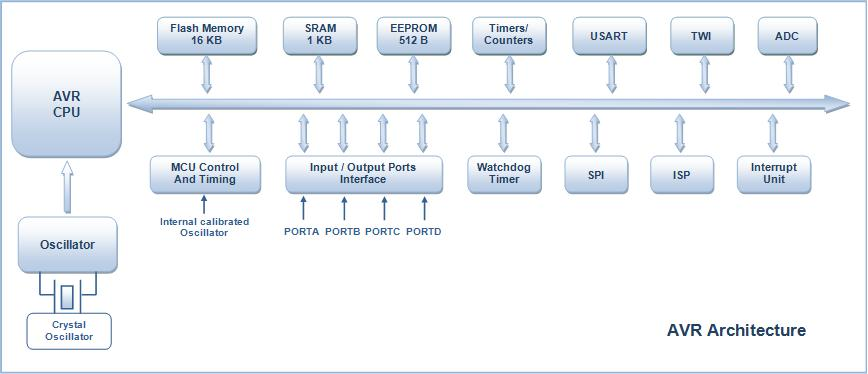 Flash Memory
16 KB
SRAM
1 KB
EEPROM
512 B
Timers/
Counters
USART
TWI
ADC
AVR
CPU
MCU Control
And Timing
Input / Output Ports
Interface
Watchdog
Timer
SPI
ISP
Interrupt
Unit
Internal calibrated
Oscillator
PORTA
PORTB
PORTC
PORTD
Oscillator
Crystal
Oscillator
AVR Architecture